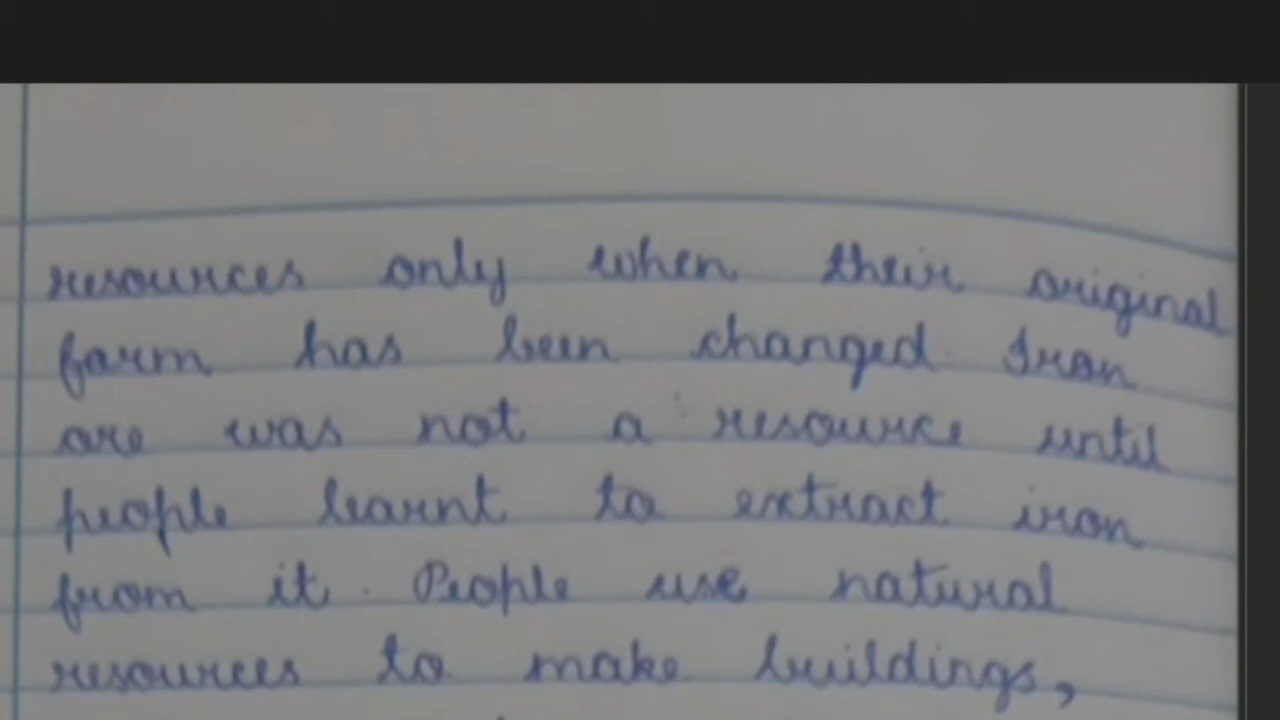 resources only when their original
form has been changed. Iron
ore was not a resource until
people learnt to extract iron
from it. People use natural
resources to make buildings,